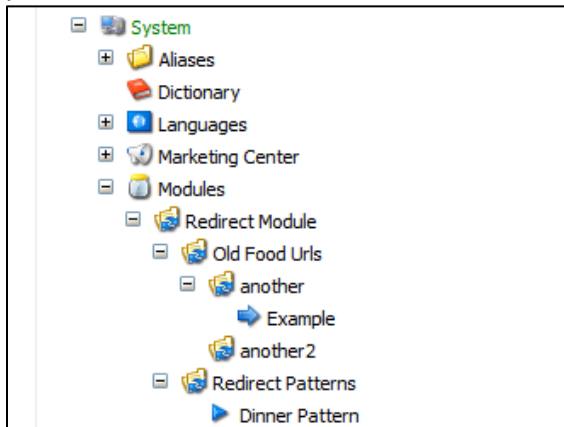 System
Aliases
Dictionary
Languages
Marketing Center
Modules
Redirect Module
Old Food Urls
another
Example
another2
Redirect Patterns
Dinner Pattern